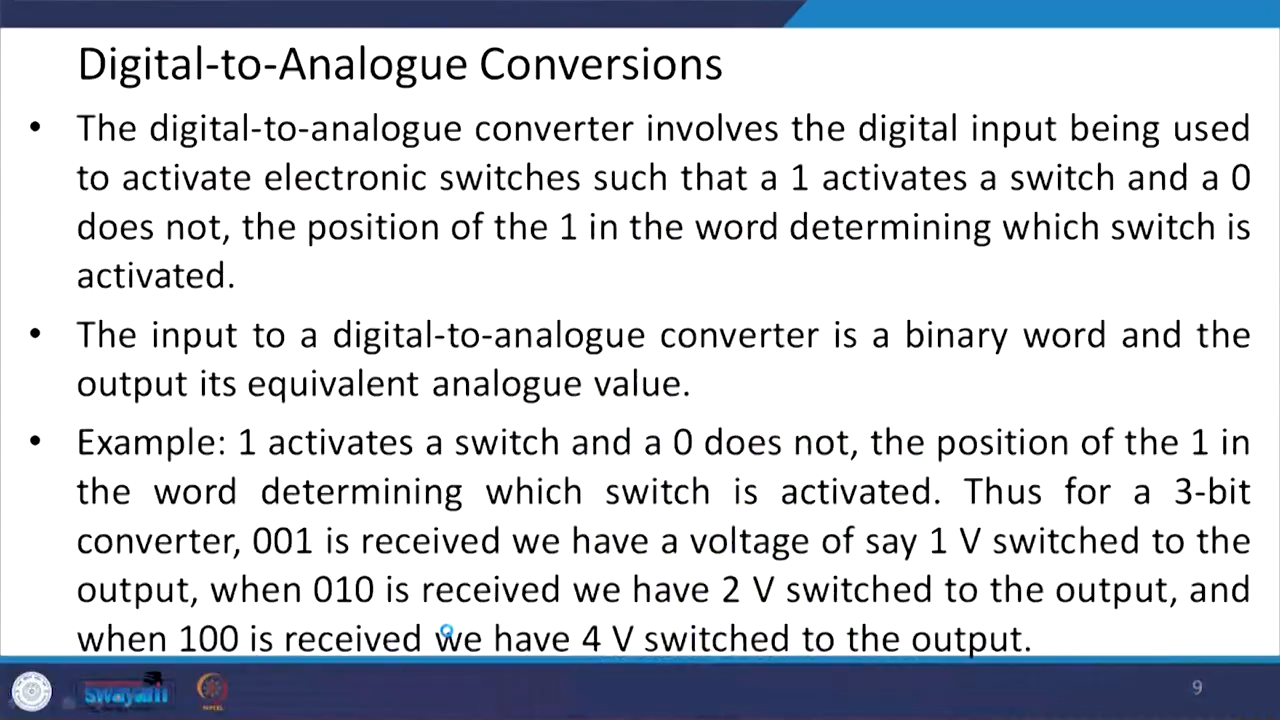 Digital-to-Analogue Conversions
• The digital-to-analogue converter involves the digital input being used
to activate electronic switches such that a 1 activates a switch and a 0
does not, the position of the 1 in the word determining which switch is
activated.
• The input to a digital-to-analogue converter is a binary word and the
output its equivalent analogue value.
• Example: 1 activates a switch and a 0 does not, the position of the 1 in
the word determining which switch is activated. Thus for a 3-bit
converter, 001 is received we have a voltage of say 1 V switched to the
output, when 010 is received we have 2 V switched to the output, and
when 100 is received we have 4 V switched to the output.
swayam
9